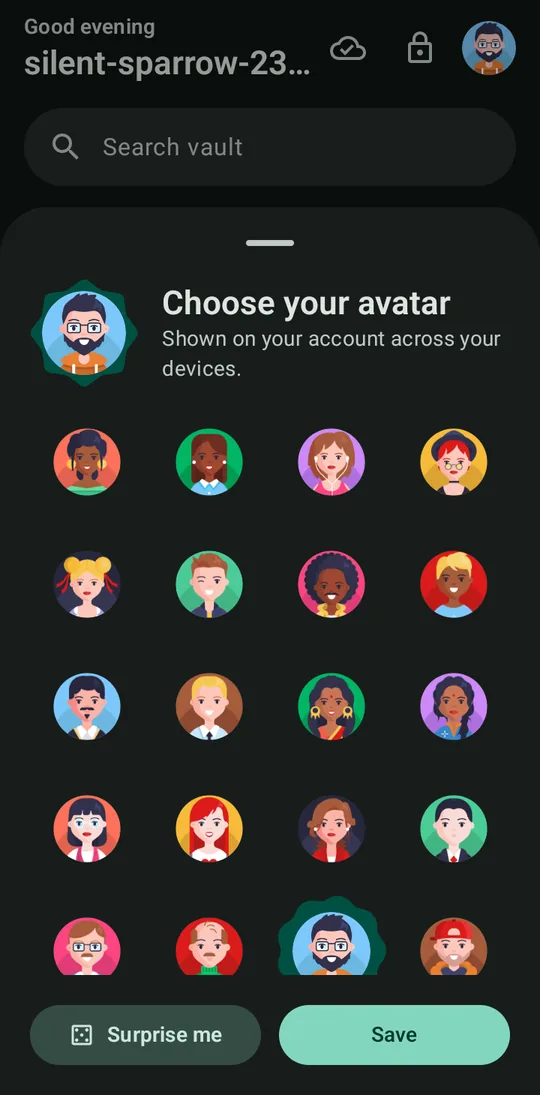 Good evening
silent-sparrow-23...
Search vault
Choose your avatar
Shown on your account across your
devices.
Surprise me
Save